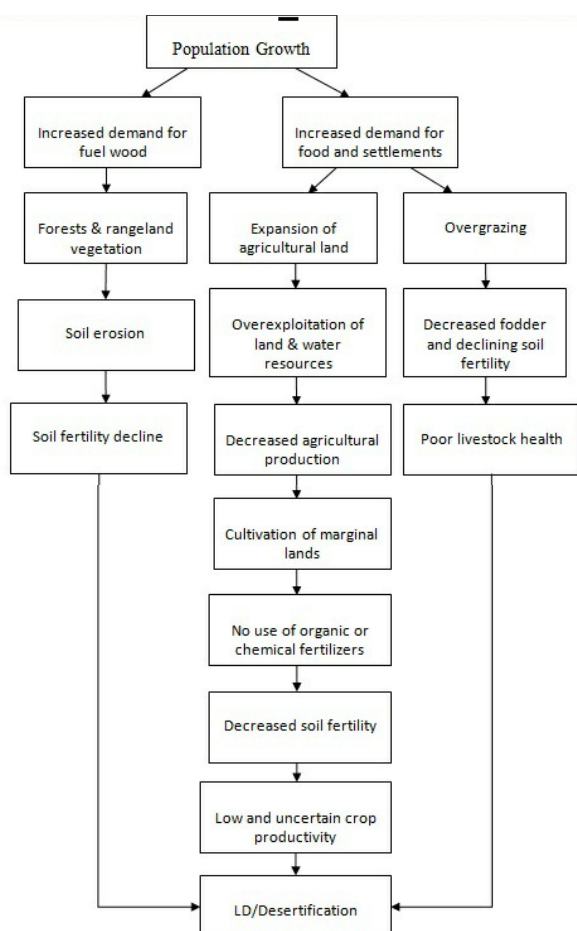 Population Growth
Increased demand for
fuel wood
Increased demand for
food and settlements
Forests & rangeland
vegetation
Expansion of
agricultural land
Overgrazing
Soil erosion
Overexploitation of
land & water
resources
Decreased fodder
and declining soil
fertility
Soil fertility decline
Decreased agricultural
production
Poor livestock health
Cultivation of marginal
lands
No use of organic or
chemical fertilizers
Decreased soil fertility
Low and uncertain crop
productivity
LD/Desertification